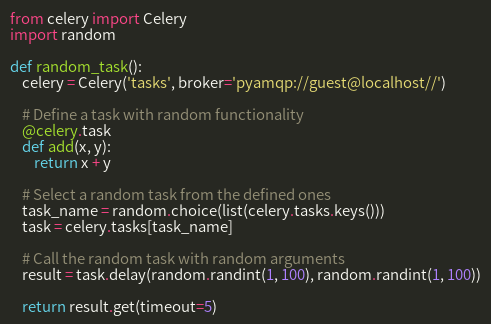 from celery import Celery
import random

def random_task():
    celery = Celery('tasks', broker='pyamqp://guest@localhost//')

    # Define a task with random functionality
    @celery.task
    def add(x, y):
        return x + y

    # Select a random task from the defined ones
    task_name = random.choice(list(celery.tasks.keys()))
    task = celery.tasks[task_name]

    # Call the random task with random arguments
    result = task.delay(random.randint(1, 100), random.randint(1, 100))

    return result.get(timeout=5)